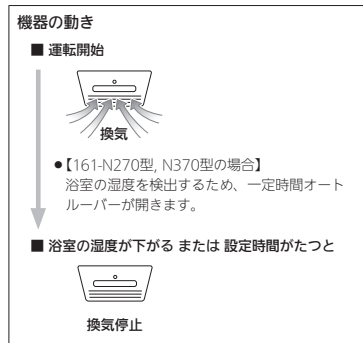 機器の動き
■ 運転開始
換気
●【161-N270型, N370型の場合】
浴室の湿度を検出するため、一定時間オート
ルーバーが開きます。
■ 浴室の湿度が下がる または 設定時間がたつと
換気停止